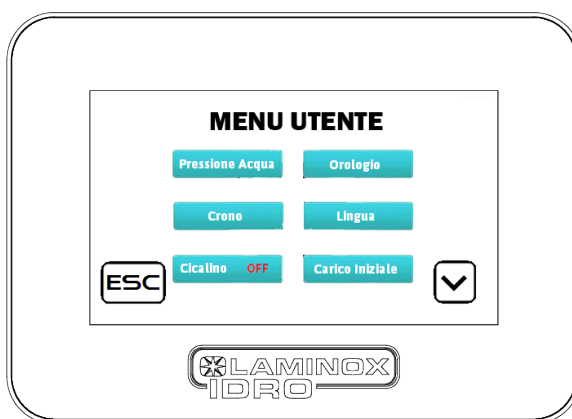 MENU UTENTE
Pressione Acqua
Orologio
Crono
Lingua
Cicalino OFF
Carico Iniziale
ESC
LAMINOX
IDRO